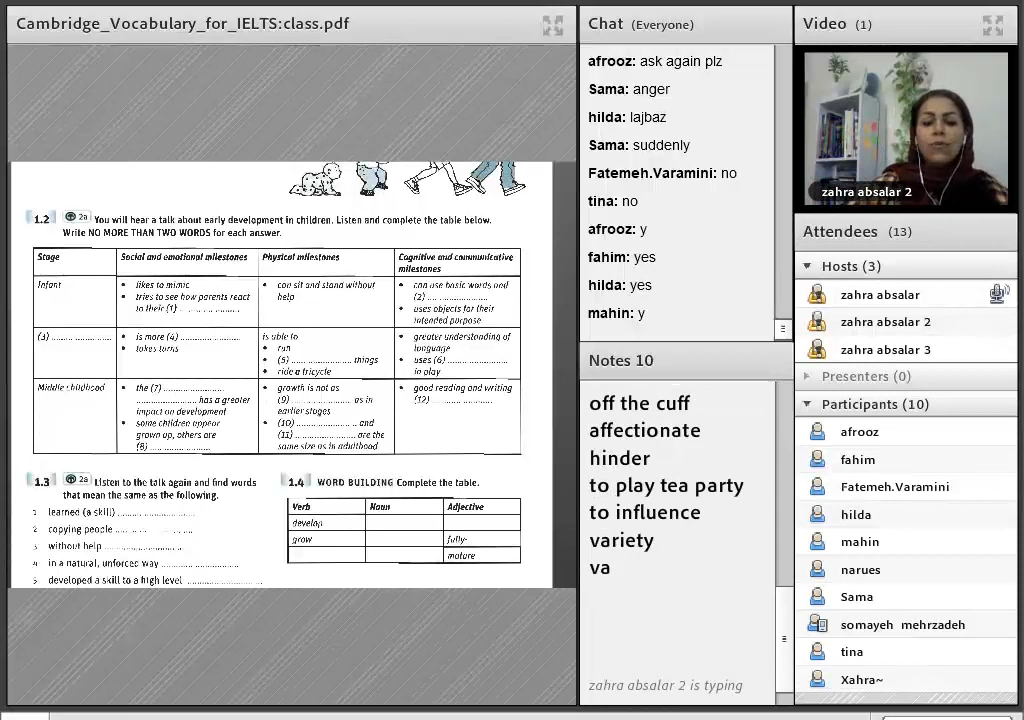 Cambridge_Vocabulary_for_IELTS:class.pdf
1.2 2a You will hear a talk about early development in children. Listen and complete the table below.
Write NO MORE THAN TWO WORDS for each answer.
Stage Social and emotional milestones Physical milestones Cognitive and communicative milestones
Infant
• likes to mimic
• tries to see how parents react
to their (1) ........................
• can sit and stand without
help
• can use basic words and
(2) ........................
• uses objects for their
intended purpose
(3) ........................
• is more (4) ........................
• takes turns
is able to
• run
• (5) ........................ things
• ride a tricycle
• greater understanding of
language
• uses (6) ........................
in play
Middle childhood
• the (7) ........................
........................ has a greater
impact on development
• some children appear
grown up, others are
(8) ........................
• growth is not as
(9) ........................ as in
earlier stages
• (10) ........................ and
(11) ........................ are the
same size as in adulthood
• good reading and writing
(12) ........................
1.3 2a Listen to the talk again and find words
that mean the same as the following.
1 learned (a skill) ........................
2 copying people ........................
3 without help ........................
4 in a natural, unforced way ........................
5 developed a skill to a high level ........................
1.4 WORD BUILDING Complete the table.
Verb Noun Adjective
develop
grow fully-
mature
Chat (Everyone)
afrooz: ask again plz
Sama: anger
hilda: lajbaz
Sama: suddenly
Fatemeh.Varamini: no
tina: no
afrooz: y
fahim: yes
hilda: yes
mahin: y
Notes 10
off the cuff
affectionate
hinder
to play tea party
to influence
variety
va
zahra absalar 2 is typing
Video (1)
zahra absalar 2
Attendees (13)
Hosts (3)
zahra absalar
zahra absalar 2
zahra absalar 3
Presenters (0)
Participants (10)
afrooz
fahim
Fatemeh.Varamini
hilda
mahin
narues
Sama
somayeh mehrzadeh
tina
Xahra~